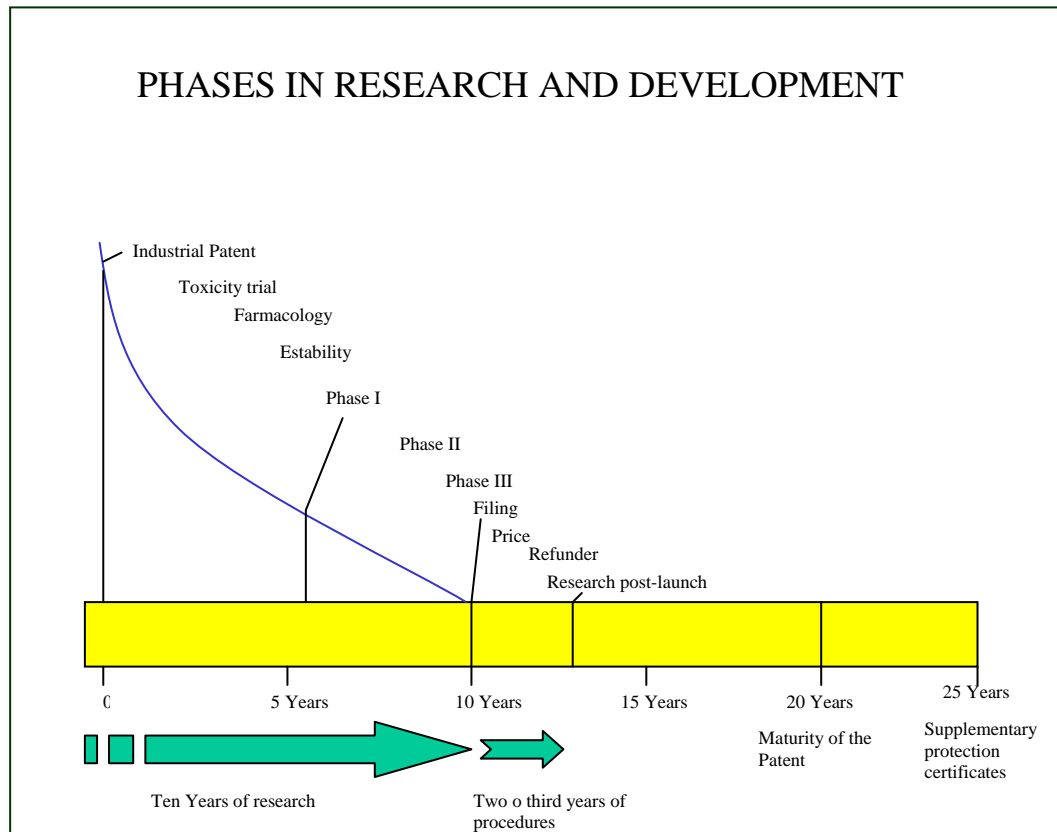 PHASES IN RESEARCH AND DEVELOPMENT
Industrial Patent
Toxicity trial
Farmacology
Estability
Phase I
Phase II
Phase III
Filing
Price
Refunder
Research post-launch
0
5 Years
10 Years
15 Years
20 Years
25 Years
Maturity of the
Patent
Supplementary
protection
certificates
Ten Years of research
Two o third years of
procedures